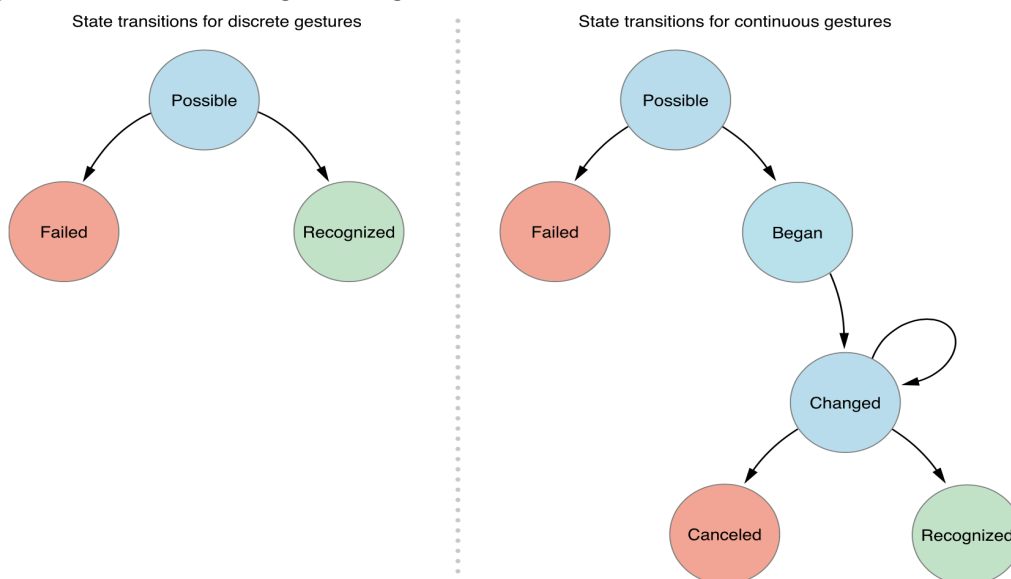 State transitions for discrete gestures
Possible
Failed
Recognized
State transitions for continuous gestures
Possible
Failed
Began
Changed
Canceled
Recognized